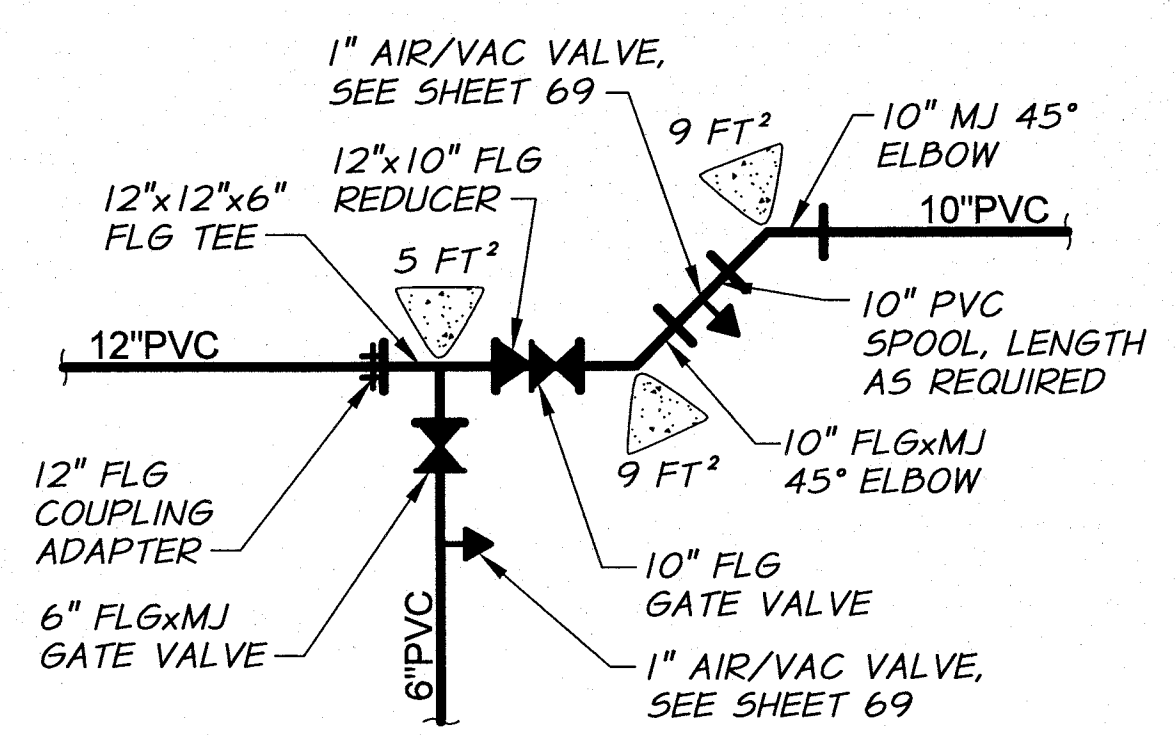 1" AIR/VAC VALVE,
SEE SHEET 69
9 FT²
10" MJ 45°
ELBOW
12"x10" FLG
REDUCER
12"x12"x6"
FLG TEE
5 FT²
10"PVC
12"PVC
10" PVC
SPOOL, LENGTH
AS REQUIRED
9 FT²
10" FLGxMJ
45° ELBOW
12" FLG
COUPLING
ADAPTER
10" FLG
GATE VALVE
6" FLGxMJ
GATE VALVE
6"PVC
1" AIR/VAC VALVE,
SEE SHEET 69